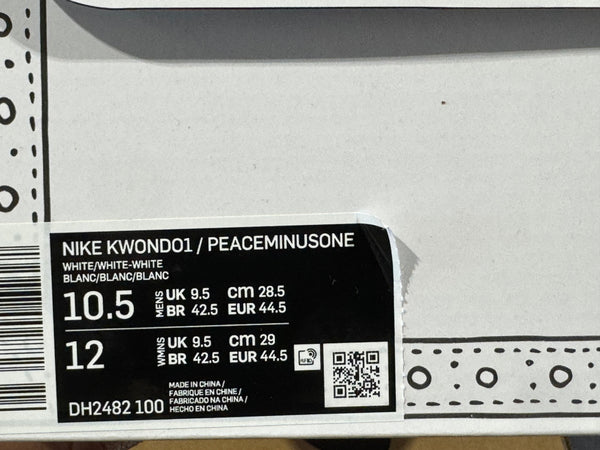 NIKE KWONDO1 / PEACEMINUSONE
WHITE/WHITE-WHITE
BLANC/BLANC/BLANC
10.5 MENS UK 9.5 cm 28.5
BR 42.5 EUR 44.5
12 WMNS UK 9.5 cm 29
BR 42.5 EUR 44.5
MADE IN CHINA /
FABRIQUE EN CHINE /
FABRICADO NA CHINA /
DH2482 100 HECHO EN CHINA